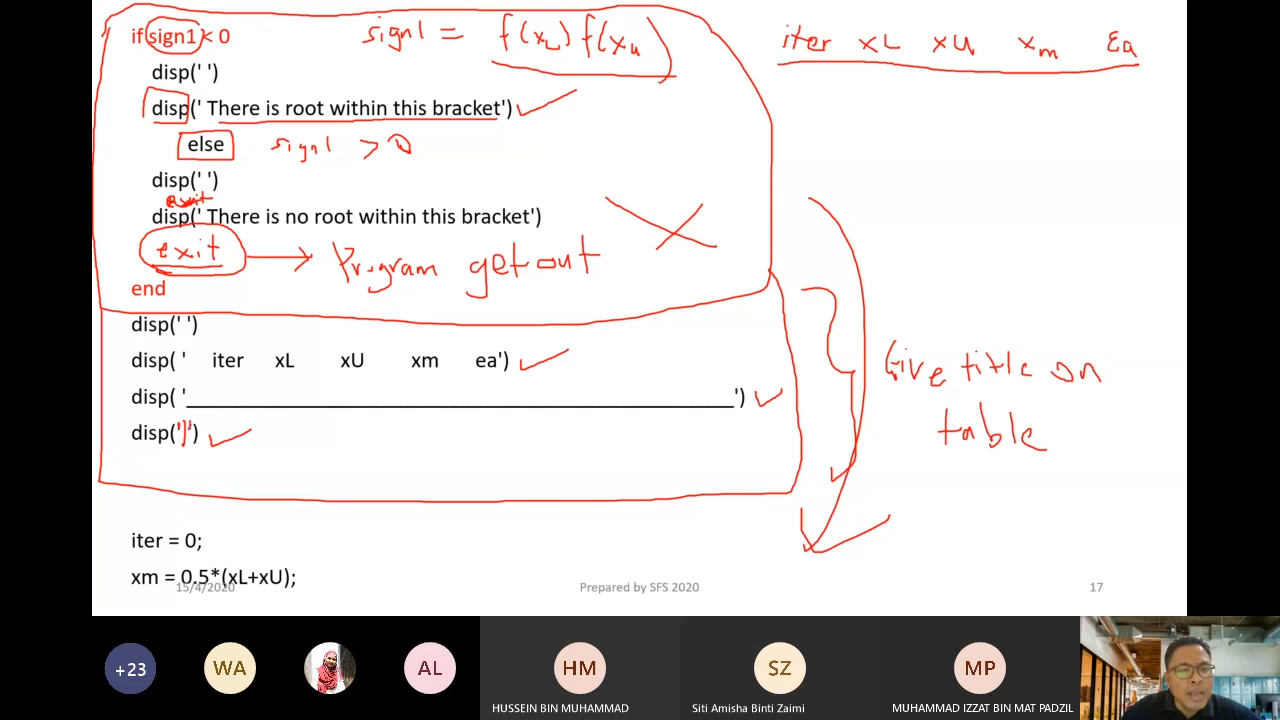 if sign1 < 0 sign1 = f(xL) f(xu)
iter xL xU xm Ea
disp(' ')
disp(' There is root within this bracket')
else sign1 > 0
disp(' ')
exit
disp(' There is no root within this bracket')
exit → Program get out
end
disp(' ')
disp( ' iter xL xU xm ea')
disp( '_______________________________________________')
disp(' ')
Give title on
table
iter = 0;
xm = 0.5*(xL+xU);
15/4/2020 Prepared by SFS 2020 17
+23 WA AL HM SZ MP
HUSSEIN BIN MUHAMMAD Siti Amisha Binti Zaimi MUHAMMAD IZZAT BIN MAT PADZIL